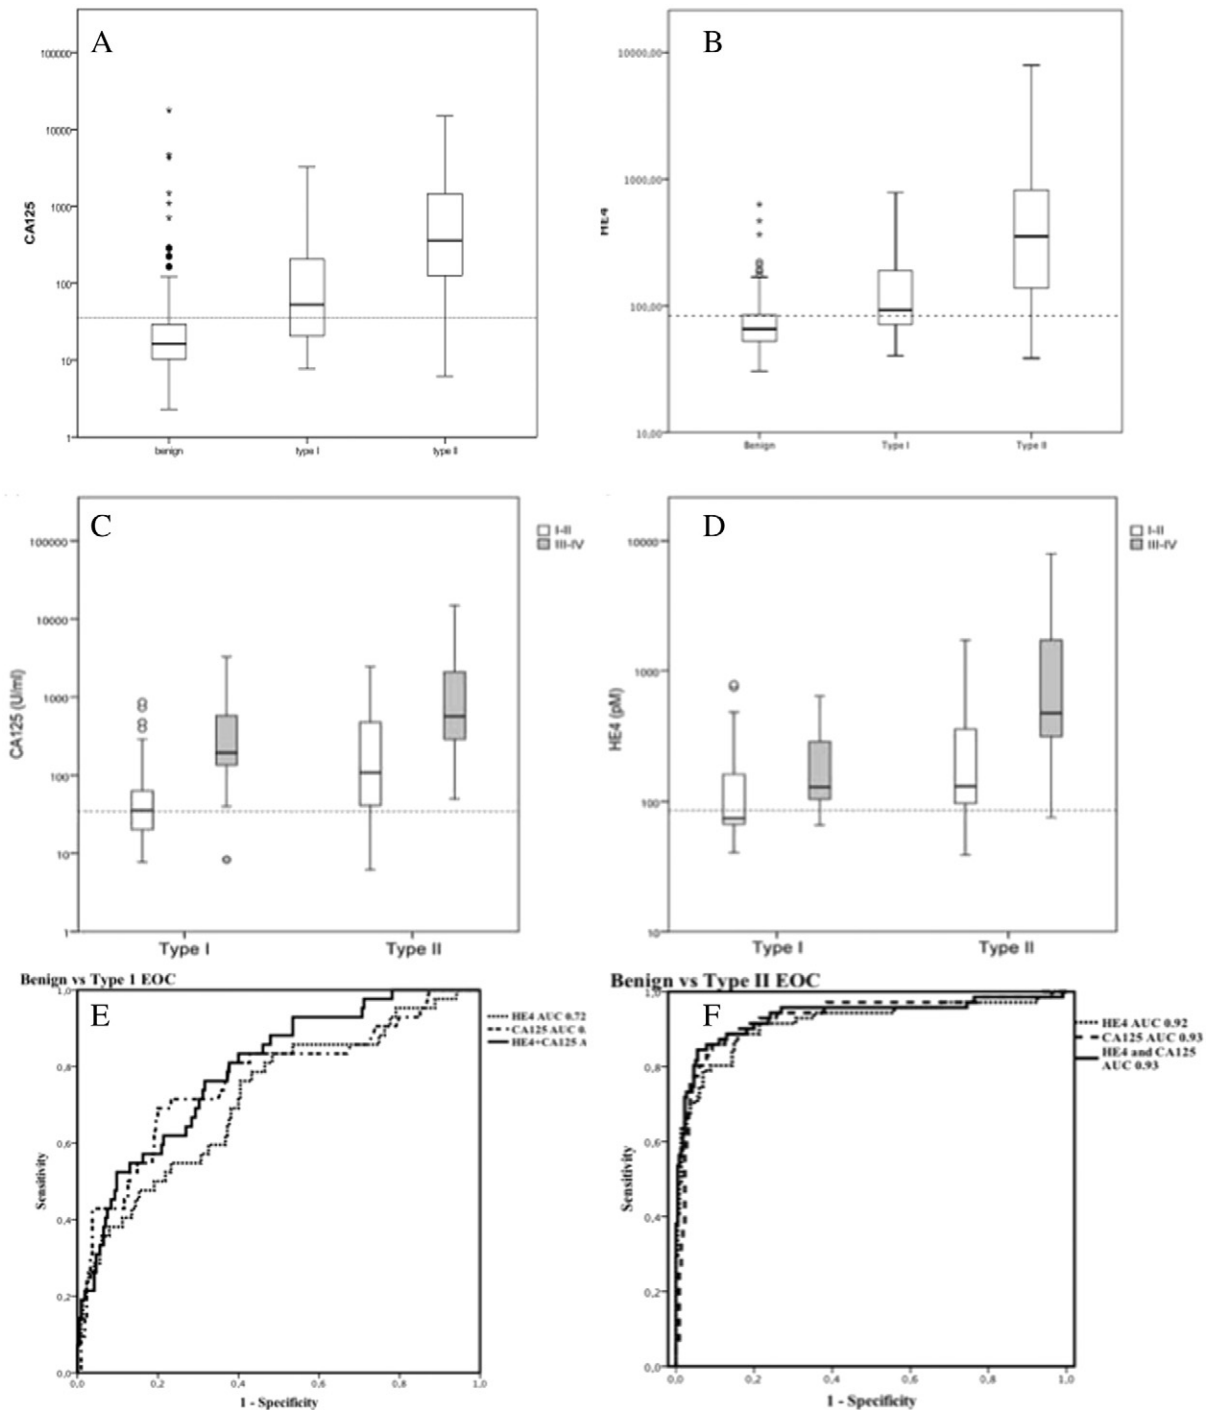 A
100000
10000
1000
100
10
1
CA125
benign
type I
type II
B
10000,00
1000,00
100,00
10,00
HE4
Benign
Type I
Type II
C
100000
10000
1000
100
10
1
CA125 (U/ml)
Type I
Type II
I-II
III-IV
D
10000
1000
100
10
HE4 (pM)
Type I
Type II
I-II
III-IV
Benign vs Type 1 EOC
E
1,0
0,8
0,6
0,4
0,2
0,0
Sensitivity
0,0 0,2 0,4 0,6 0,8 1,0
1 - Specificity
HE4 AUC 0.72
CA125 AUC 0.
HE4+CA125 A
Benign vs Type II EOC
F
1,0
0,8
0,6
0,4
0,2
0,0
Sensitivity
0,0 0,2 0,4 0,6 0,8 1,0
1 - Specificity
HE4 AUC 0.92
CA125 AUC 0.93
HE4 and CA125
AUC 0.93